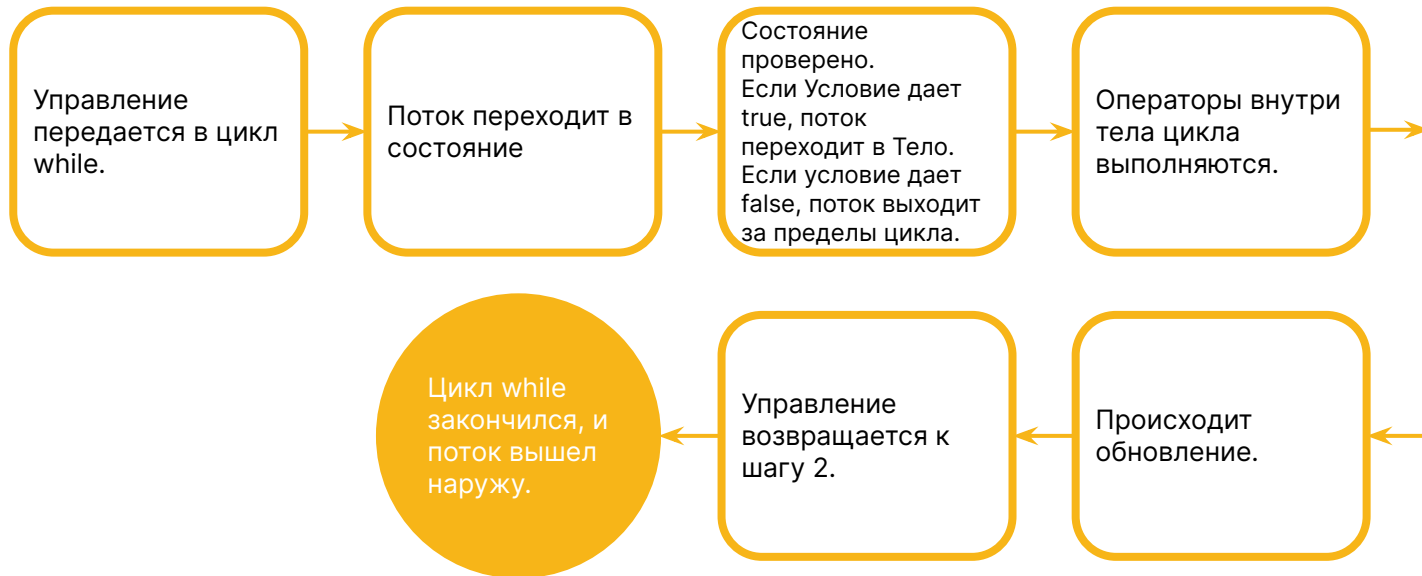 Управление
передается в цикл
while.
Поток переходит в
состояние
Состояние
проверено.
Если Условие дает
true, поток
переходит в Тело.
Если условие дает
false, поток выходит
за пределы цикла.
Операторы внутри
тела цикла
выполняются.
Происходит
обновление.
Управление
возвращается к
шагу 2.
Цикл while
закончился, и
поток вышел
наружу.